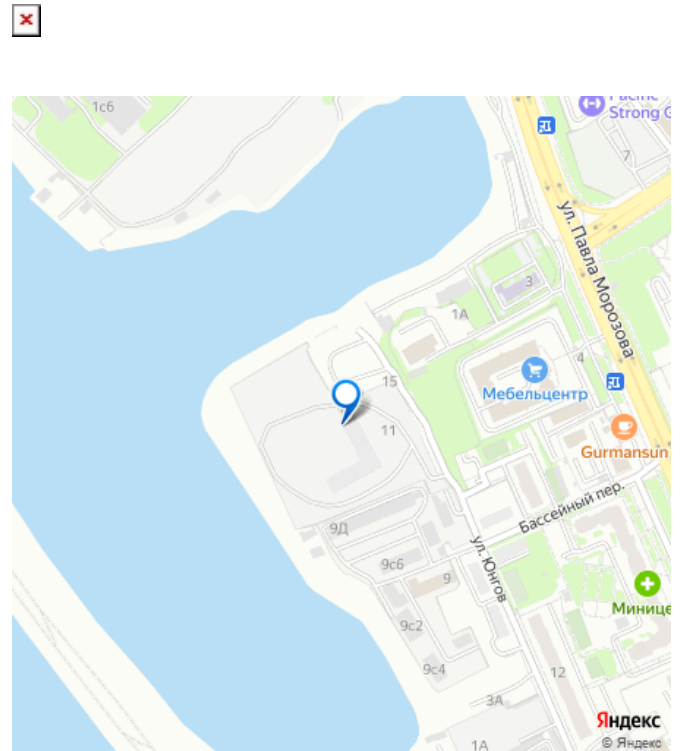 1с6
Pacific
Strong G
7
ул. Павла Морозова
3
1А
4
15
Мебельцентр
11
Gurmansun
Бассейный пер.
9Д
ул. Юнгов
9с6
9
Минице
9с2
9с4
12
3А
Яндекс
1А
© Яндекс